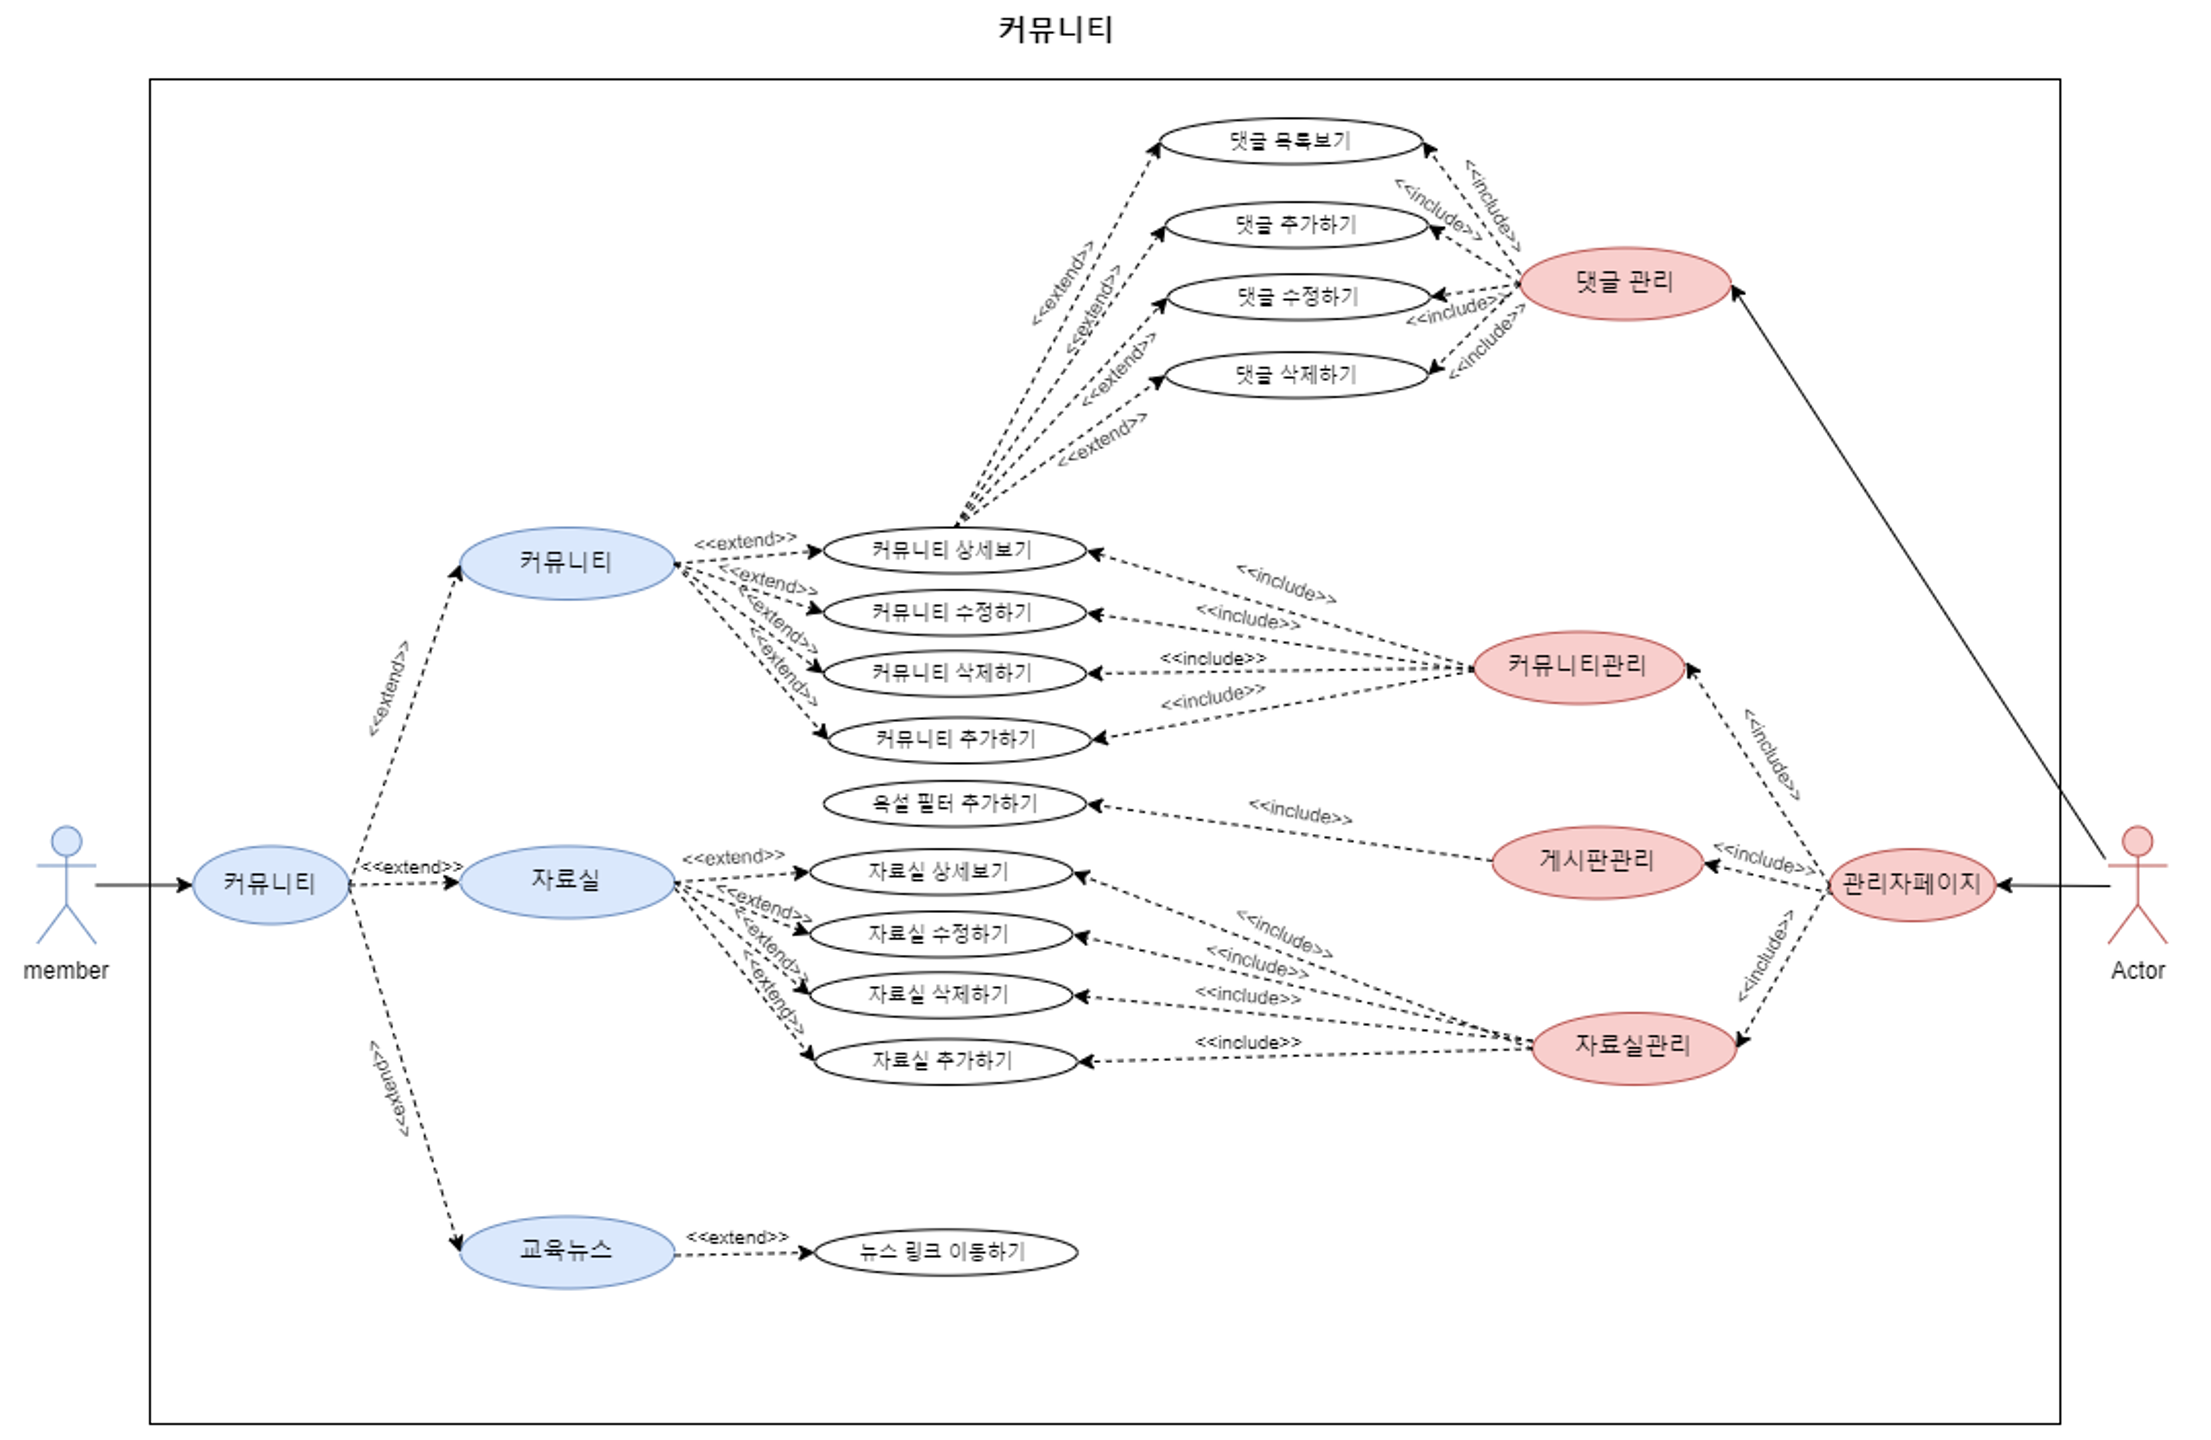 커뮤니티
댓글 목록보기
<<include>>
<<include>>
댓글 추가하기
<<extend>>
<<extend>>
댓글 관리
댓글 수정하기
<<include>>
<<include>>
<<extend>>
댓글 삭제하기
<<extend>>
커뮤니티
<<extend>>
커뮤니티 상세보기
<<include>>
<<extend>>
커뮤니티 수정하기
<<include>>
<<extend>>
커뮤니티 삭제하기
<<include>>
커뮤니티관리
<<extend>>
<<extend>>
<<include>>
커뮤니티 추가하기
<<include>>
욕설 필터 추가하기
<<include>>
member
커뮤니티
<<extend>>
자료실
<<extend>>
자료실 상세보기
게시판관리
<<include>>
관리자페이지
Actor
<<extend>>
자료실 수정하기
<<include>>
<<extend>>
<<include>>
<<include>>
자료실 삭제하기
<<include>>
<<extend>>
자료실 추가하기
<<include>>
자료실관리
<<extend>>
교육뉴스
<<extend>>
뉴스 링크 이동하기